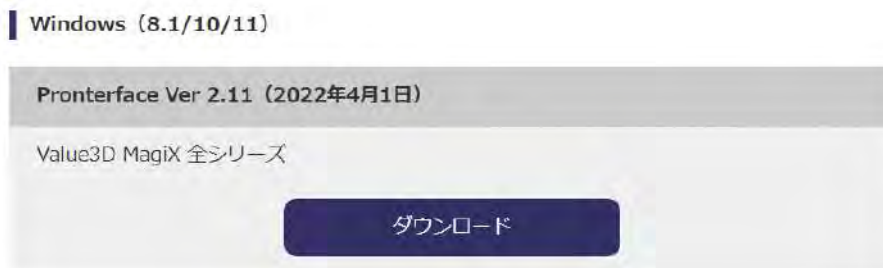 Windows（8.1/10/11）
Pronterface Ver 2.11（2022年4月1日）
Value3D MagiX 全シリーズ
ダウンロード